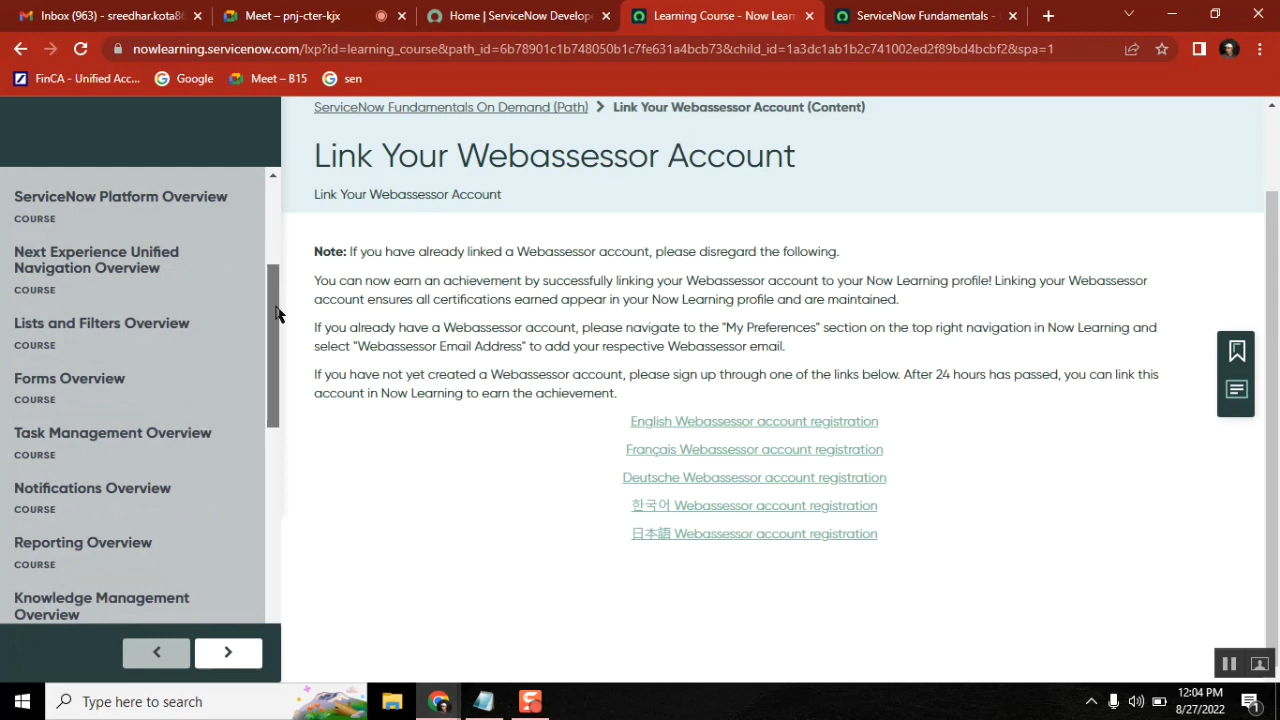 Inbox (963) - sreedhar.kota80
Meet – pnj-cter-kjx
Home | ServiceNow Develop
Learning Course - Now Lear
ServiceNow Fundamentals -
nowlearning.servicenow.com/lxp?id=learning_course&path_id=6b78901c1b748050b1c7fe631a4bcb73&child_id=1a3dc1ab1b2c741002ed2f89bd4bcbf2&spa=1
FinCA - Unified Acc...
Google
Meet – B15
sen
ServiceNow Fundamentals On Demand (Path) > Link Your Webassessor Account (Content)
Link Your Webassessor Account
Link Your Webassessor Account
ServiceNow Platform Overview
COURSE
Next Experience Unified
Navigation Overview
COURSE
Lists and Filters Overview
COURSE
Forms Overview
COURSE
Task Management Overview
COURSE
Notifications Overview
COURSE
Reporting Overview
COURSE
Knowledge Management
Overview
Note: If you have already linked a Webassessor account, please disregard the following.
You can now earn an achievement by successfully linking your Webassessor account to your Now Learning profile! Linking your Webassessor
account ensures all certifications earned appear in your Now Learning profile and are maintained.
If you already have a Webassessor account, please navigate to the "My Preferences" section on the top right navigation in Now Learning and
select "Webassessor Email Address" to add your respective Webassessor email.
If you have not yet created a Webassessor account, please sign up through one of the links below. After 24 hours has passed, you can link this
account in Now Learning to earn the achievement.
English Webassessor account registration
Français Webassessor account registration
Deutsche Webassessor account registration
한국어 Webassessor account registration
日本語 Webassessor account registration
Type here to search
12:04 PM
8/27/2022
1